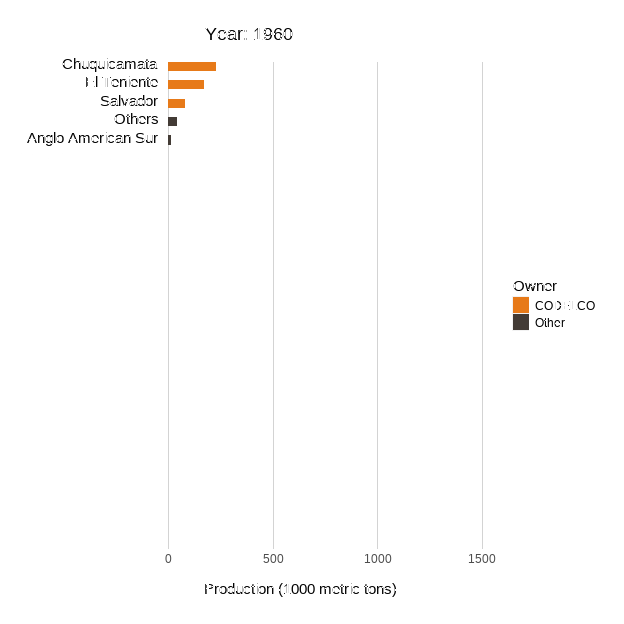 Year: 1960
Chuquicamata
El Teniente
Salvador
Others
Anglo American Sur
Owner
CODELCO
Other
0 500 1000 1500
Production (1000 metric tons)